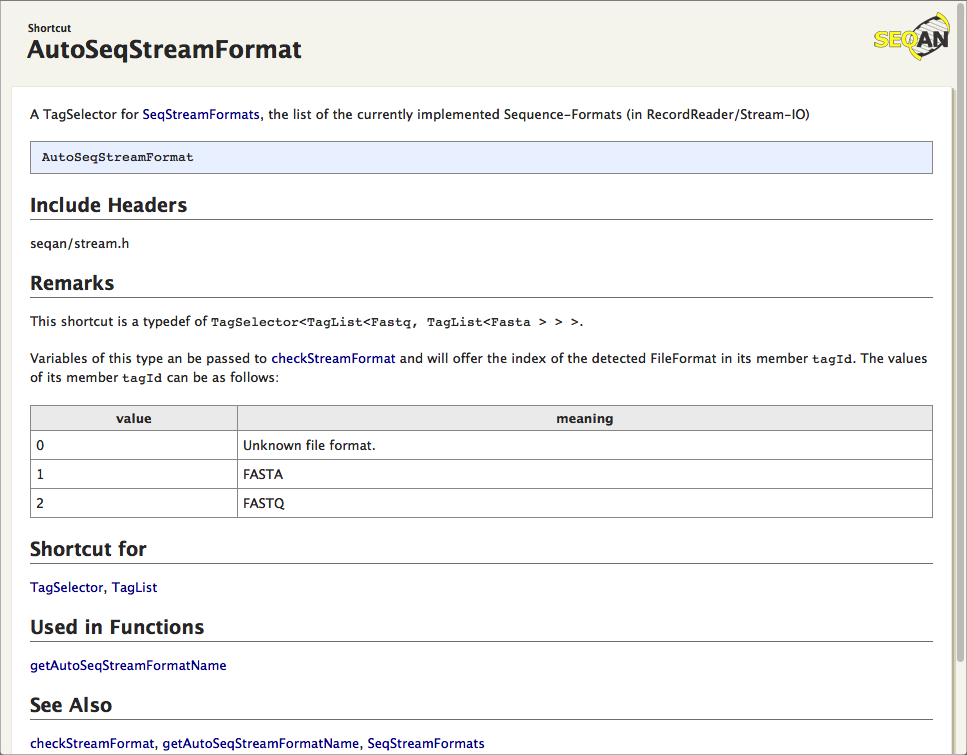 Shortcut
AutoSeqStreamFormat
SEQAN
A TagSelector for SeqStreamFormats, the list of the currently implemented Sequence-Formats (in RecordReader/Stream-IO)
AutoSeqStreamFormat
Include Headers
seqan/stream.h
Remarks
This shortcut is a typedef of TagSelector<TagList<Fastq, TagList<Fasta > > >.
Variables of this type an be passed to checkStreamFormat and will offer the index of the detected FileFormat in its member tagId. The values
of its member tagId can be as follows:
value meaning
0 Unknown file format.
1 FASTA
2 FASTQ
Shortcut for
TagSelector, TagList
Used in Functions
getAutoSeqStreamFormatName
See Also
checkStreamFormat, getAutoSeqStreamFormatName, SeqStreamFormats